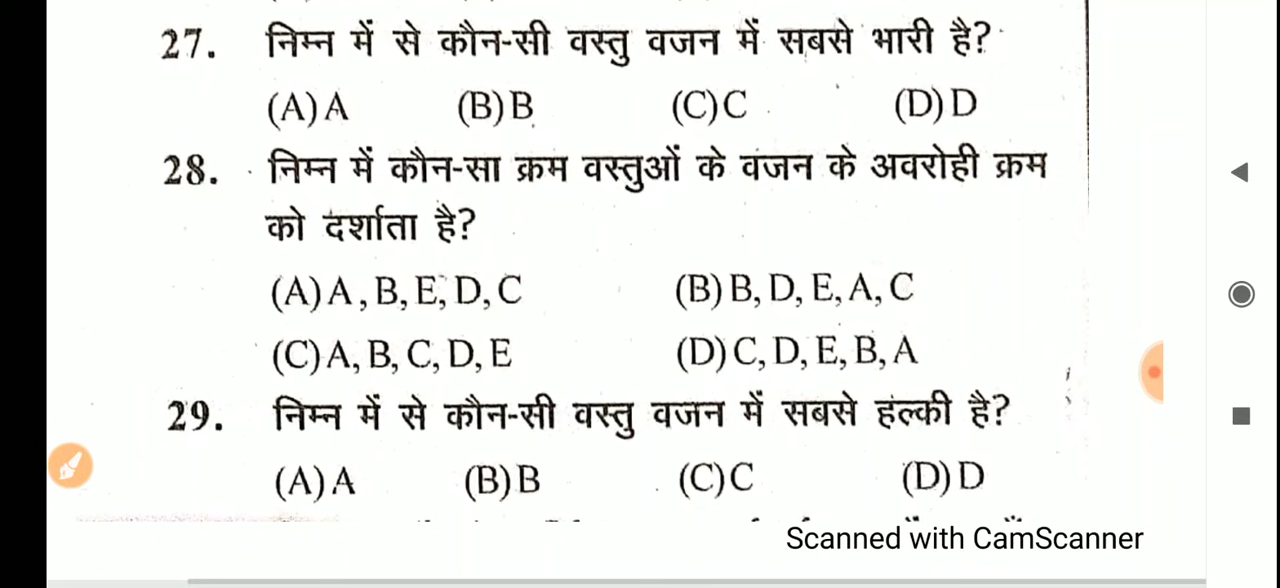 27. निम्न में से कौन-सी वस्तु वजन में सबसे भारी है?
(A) A (B) B (C) C (D) D
28. निम्न में कौन-सा क्रम वस्तुओं के वजन के अवरोही क्रम
को दर्शाता है?
(A) A, B, E, D, C (B) B, D, E, A, C
(C) A, B, C, D, E (D) C, D, E, B, A
29. निम्न में से कौन-सी वस्तु वजन में सबसे हल्की है?
(A) A (B) B (C) C (D) D
Scanned with CamScanner